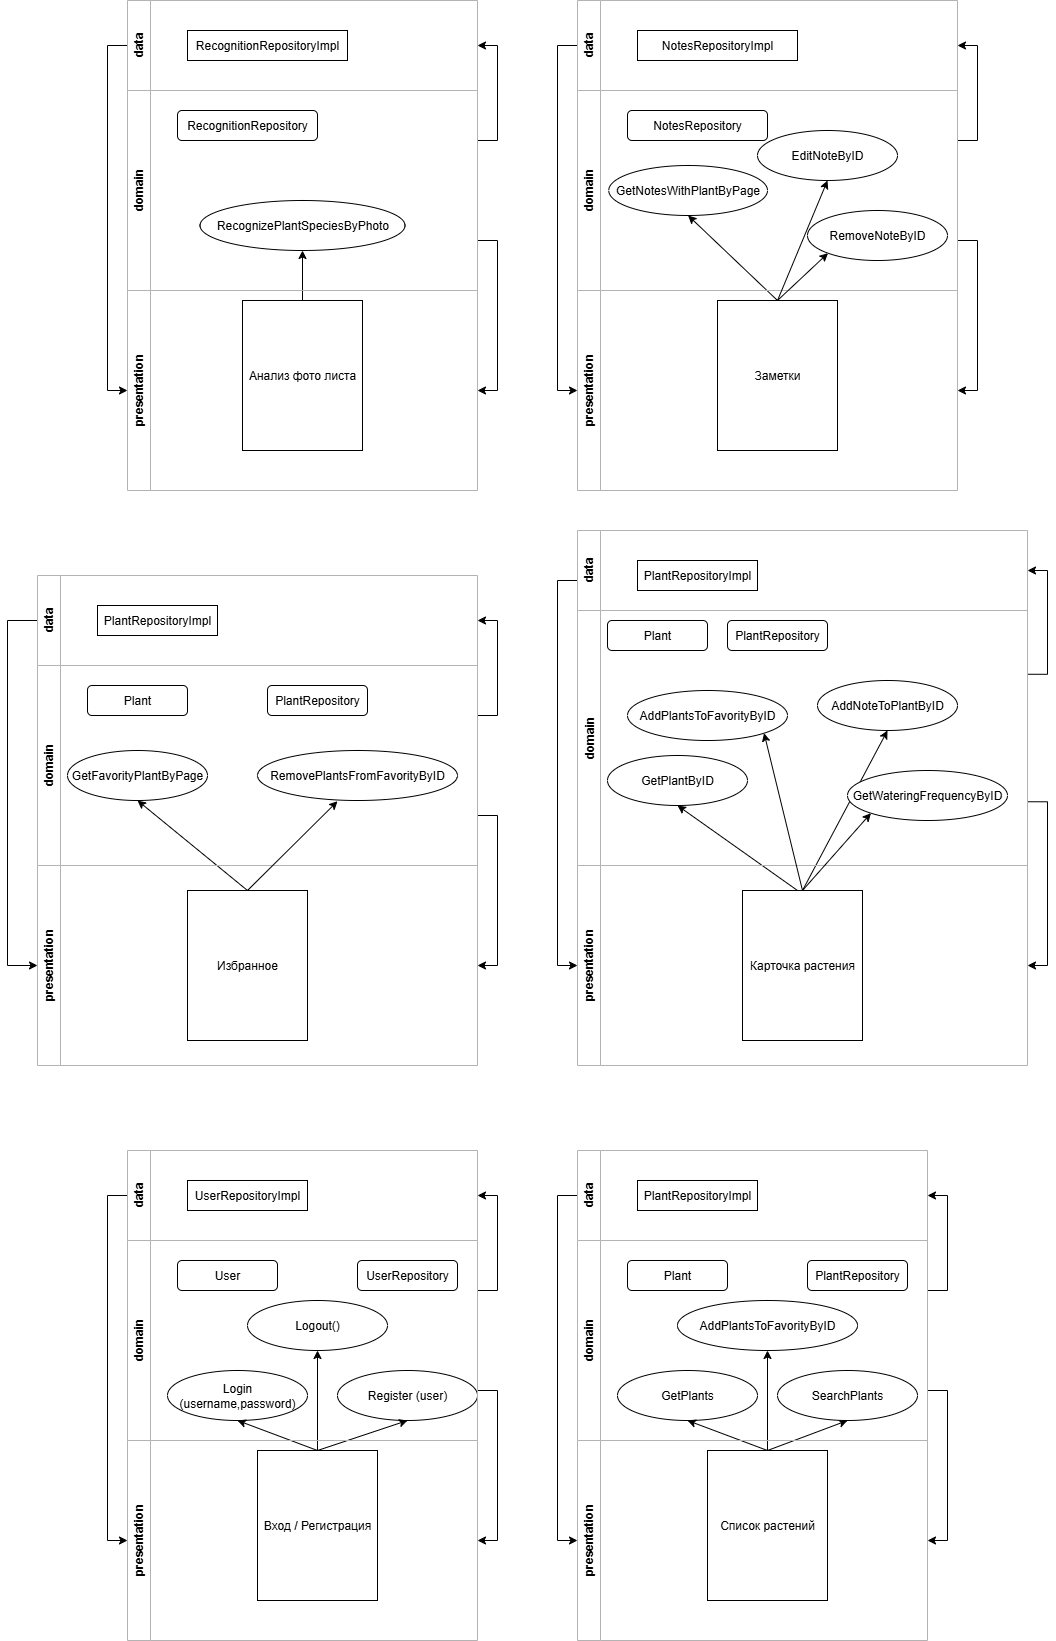 data
RecognitionRepositoryImpl
domain
RecognitionRepository
RecognizePlantSpeciesByPhoto
presentation
Анализ фото листа
data
NotesRepositoryImpl
domain
NotesRepository
EditNoteByID
GetNotesWithPlantByPage
RemoveNoteByID
presentation
Заметки
data
PlantRepositoryImpl
domain
Plant
PlantRepository
GetFavorityPlantByPage
RemovePlantsFromFavorityByID
presentation
Избранное
data
PlantRepositoryImpl
domain
Plant
PlantRepository
AddPlantsToFavorityByID
AddNoteToPlantByID
GetPlantByID
GetWateringFrequencyByID
presentation
Карточка растения
data
UserRepositoryImpl
domain
User
UserRepository
Logout()
Login
(username,password)
Register (user)
presentation
Вход / Регистрация
data
PlantRepositoryImpl
domain
Plant
PlantRepository
AddPlantsToFavorityByID
GetPlants
SearchPlants
presentation
Список растений